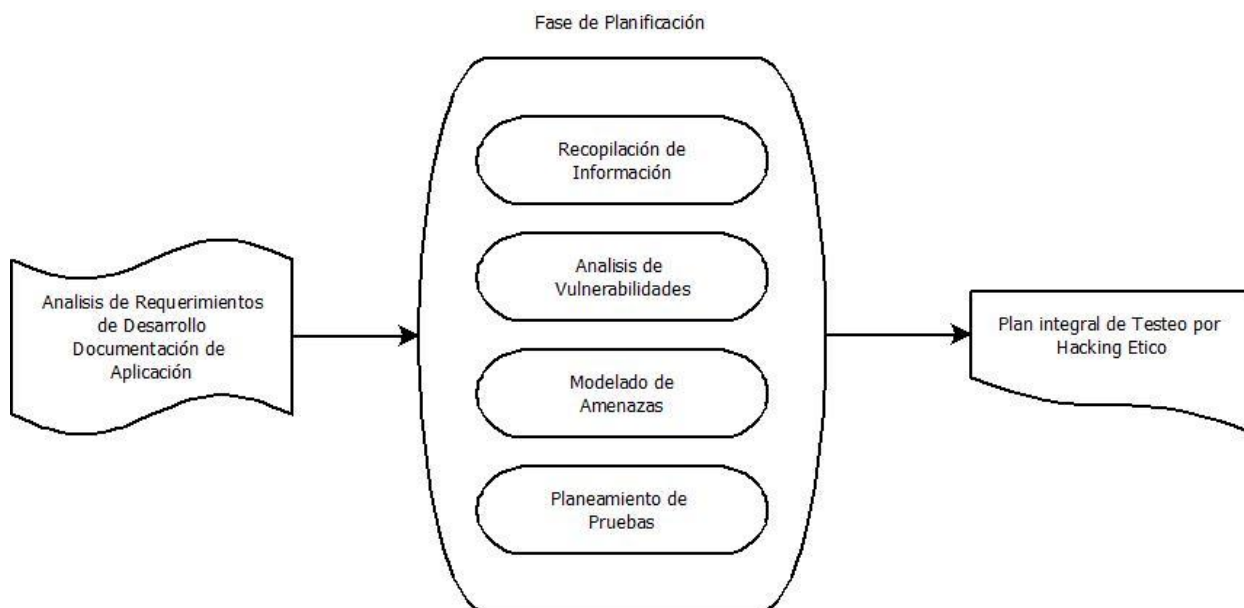 Fase de Planificación
Analisis de Requerimientos
de Desarrollo
Documentación de
Aplicación
Recopilación de
Información
Analisis de
Vulnerabilidades
Modelado de
Amenazas
Planeamiento de
Pruebas
Plan integral de Testeo por
Hacking Etico